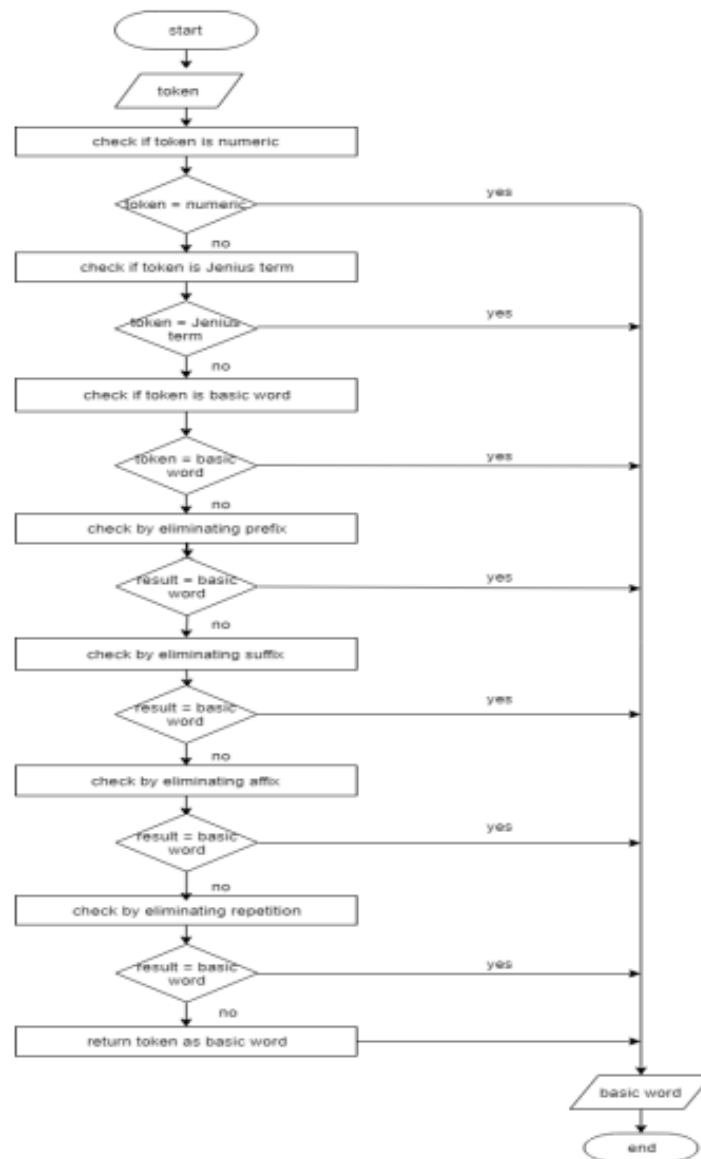 start
token
check if token is numeric
token = numeric
yes
no
check if token is Jenius term
token = Jenius
term
yes
no
check if token is basic word
token = basic
word
yes
no
check by eliminating prefix
result = basic
word
yes
no
check by eliminating suffix
result = basic
word
yes
no
check by eliminating affix
result = basic
word
yes
no
check by eliminating repetition
result = basic
word
yes
no
return token as basic word
basic word
end